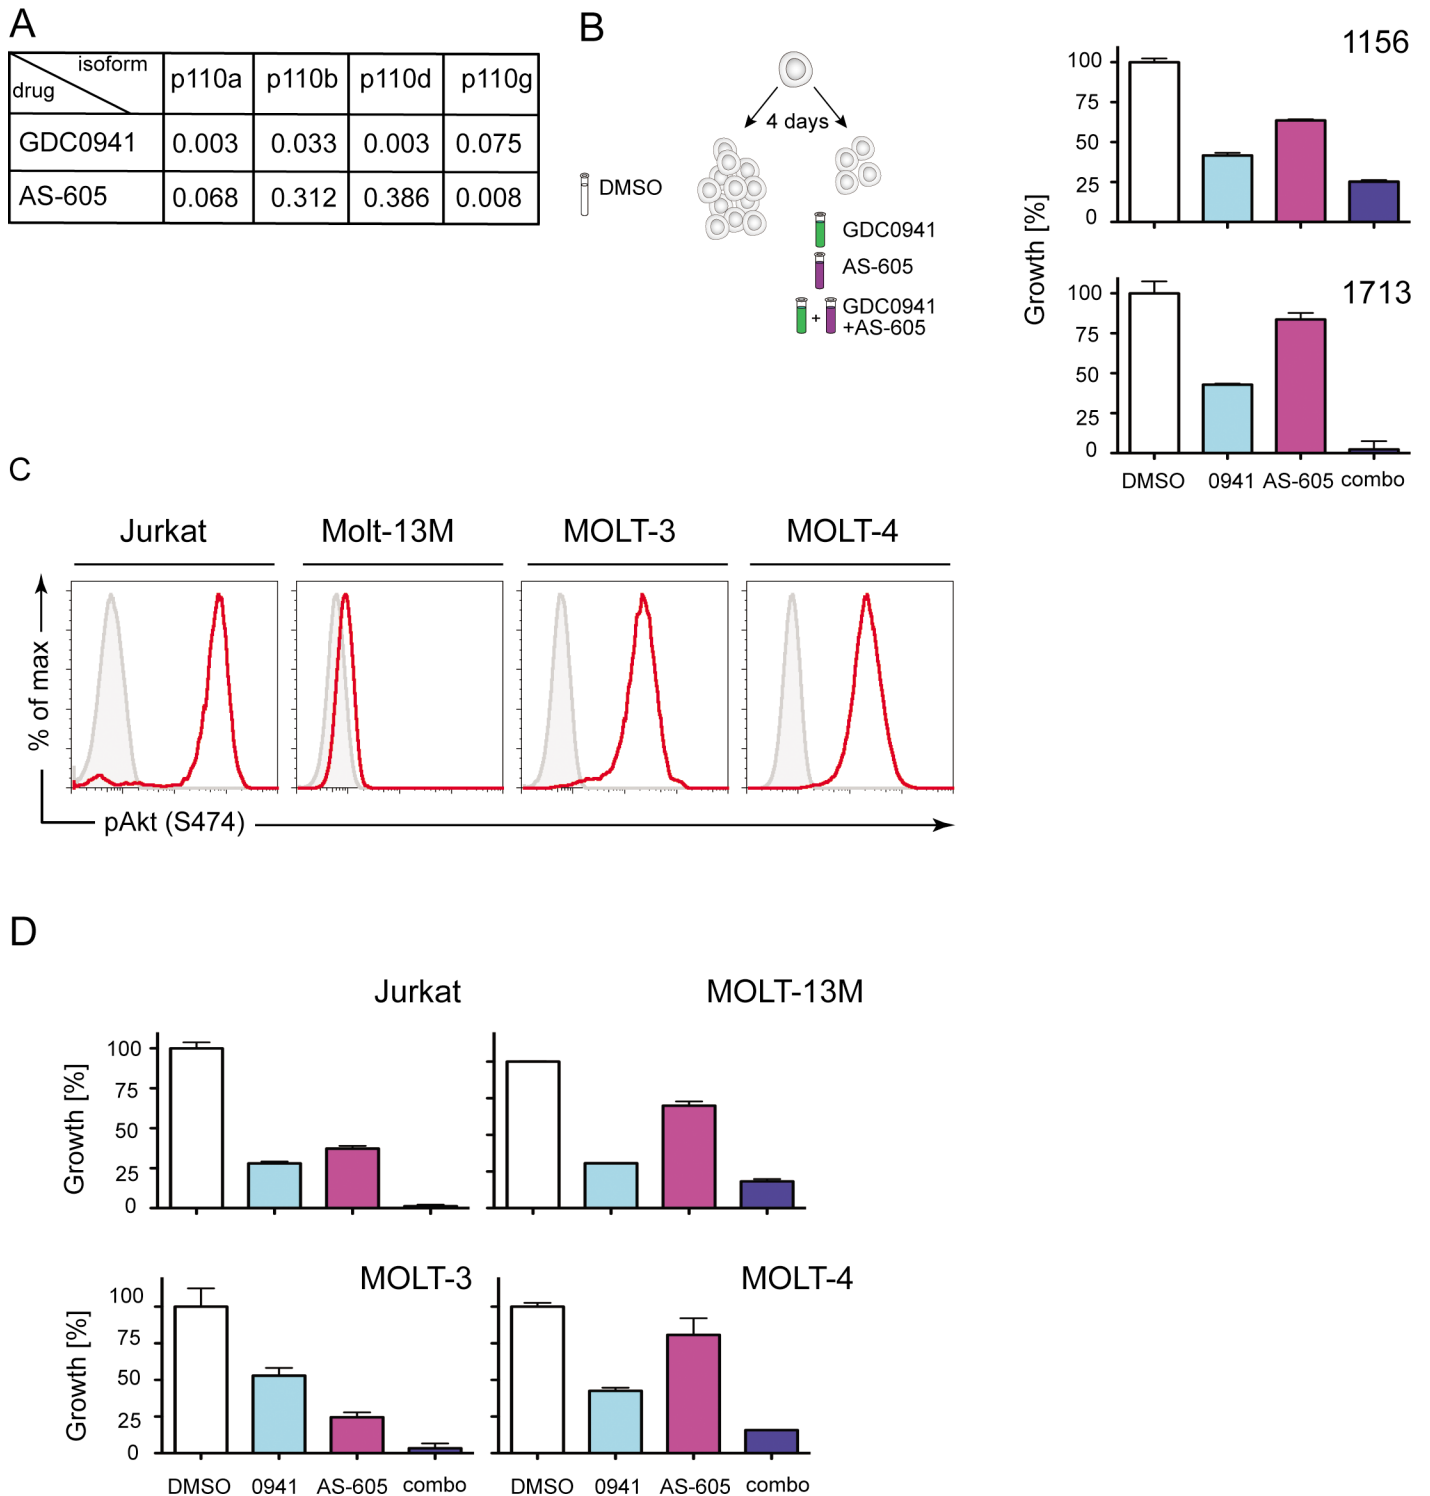 A
isoform
drug
p110a p110b p110d p110g
GDC0941 0.003 0.033 0.003 0.075
AS-605 0.068 0.312 0.386 0.008
B
4 days
DMSO
GDC0941
AS-605
+ GDC0941
+AS-605
Growth [%]
1156
100
75
50
25
0
1713
100
75
50
25
0
DMSO 0941 AS-605 combo
C
Jurkat Molt-13M MOLT-3 MOLT-4
% of max
pAkt (S474)
D
Jurkat MOLT-13M
Growth [%]
100
75
50
25
0
MOLT-3 MOLT-4
Growth [%]
100
75
50
25
0
DMSO 0941 AS-605 combo DMSO 0941 AS-605 combo